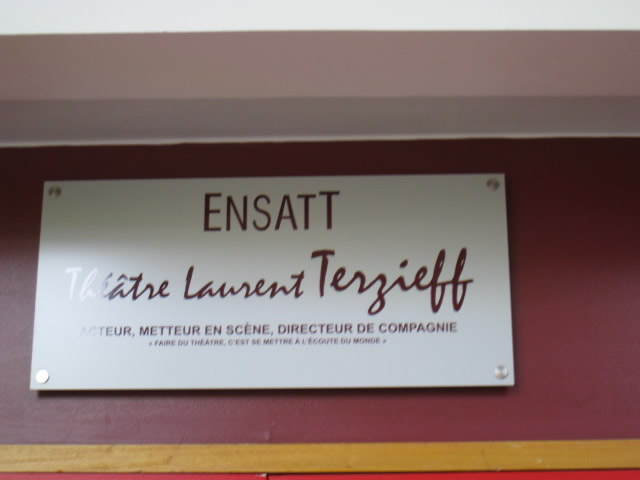 ENSATT
Théâtre Laurent Terzieff
ACTEUR, METTEUR EN SCÈNE, DIRECTEUR DE COMPAGNIE
« FAIRE DU THÉÂTRE, C'EST SE METTRE À L'ÉCOUTE DU MONDE »